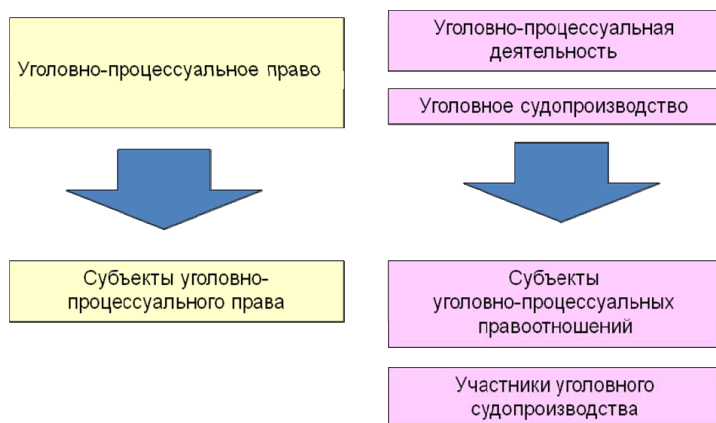 Уголовно-процессуальное право
Уголовно-процессуальная
деятельность
Уголовное судопроизводство
Субъекты уголовно-
процессуального права
Субъекты
уголовно-процессуальных
правоотношений
Участники уголовного
судопроизводства